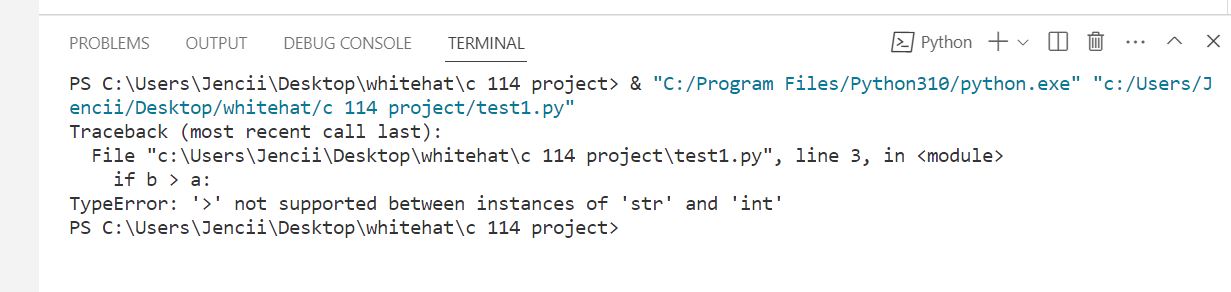 PROBLEMS OUTPUT DEBUG CONSOLE TERMINAL Python
PS C:\Users\Jencii\Desktop\whitehat\c 114 project> & "C:/Program Files/Python310/python.exe" "c:/Users/J
encii/Desktop/whitehat/c 114 project/test1.py"
Traceback (most recent call last):
  File "c:\Users\Jencii\Desktop\whitehat\c 114 project\test1.py", line 3, in <module>
    if b > a:
TypeError: '>' not supported between instances of 'str' and 'int'
PS C:\Users\Jencii\Desktop\whitehat\c 114 project>